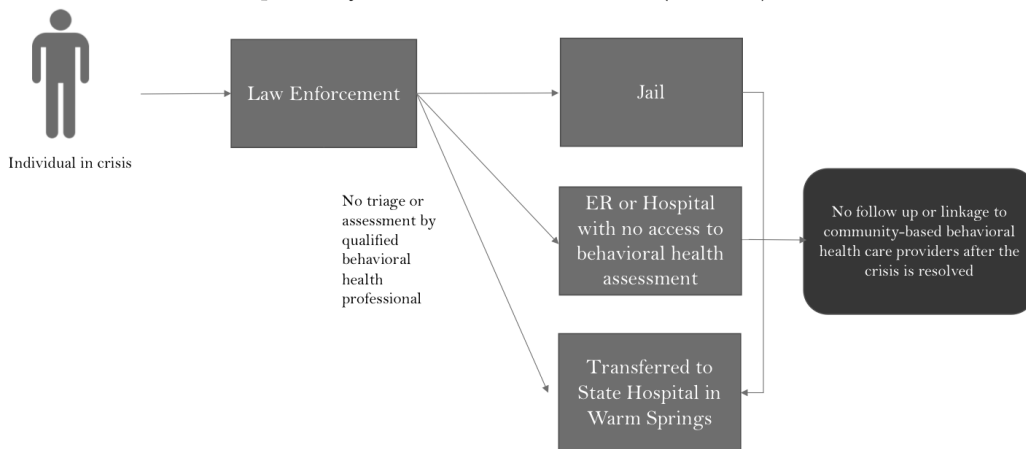 Individual in crisis
Law Enforcement
No triage or
assessment by
qualified
behavioral
health
professional
Jail
ER or Hospital
with no access to
behavioral health
assessment
Transferred to
State Hospital in
Warm Springs
No follow up or linkage to
community-based behavioral
health care providers after the
crisis is resolved